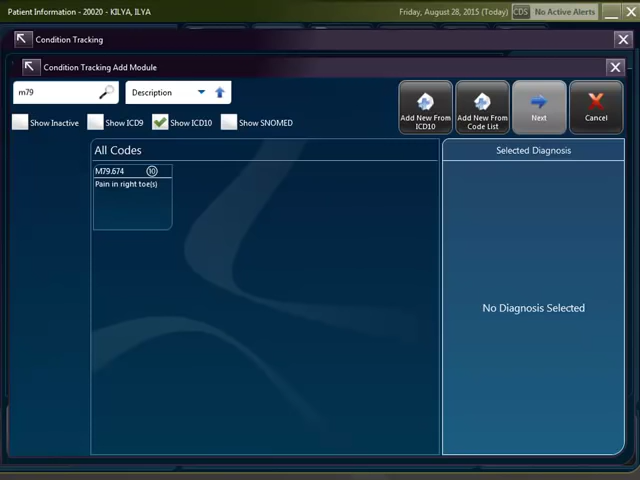 Patient Information - 20020 - KILYA, ILYA
Friday, August 28, 2015 (Today)
CDS
No Active Alerts
Condition Tracking
Condition Tracking Add Module
m79
Description
Add New From
ICD10
Add New From
Code List
Next
Cancel
Show Inactive
Show ICD9
Show ICD10
Show SNOMED
All Codes
Selected Diagnosis
M79.674
10
Pain in right toe(s)
No Diagnosis Selected